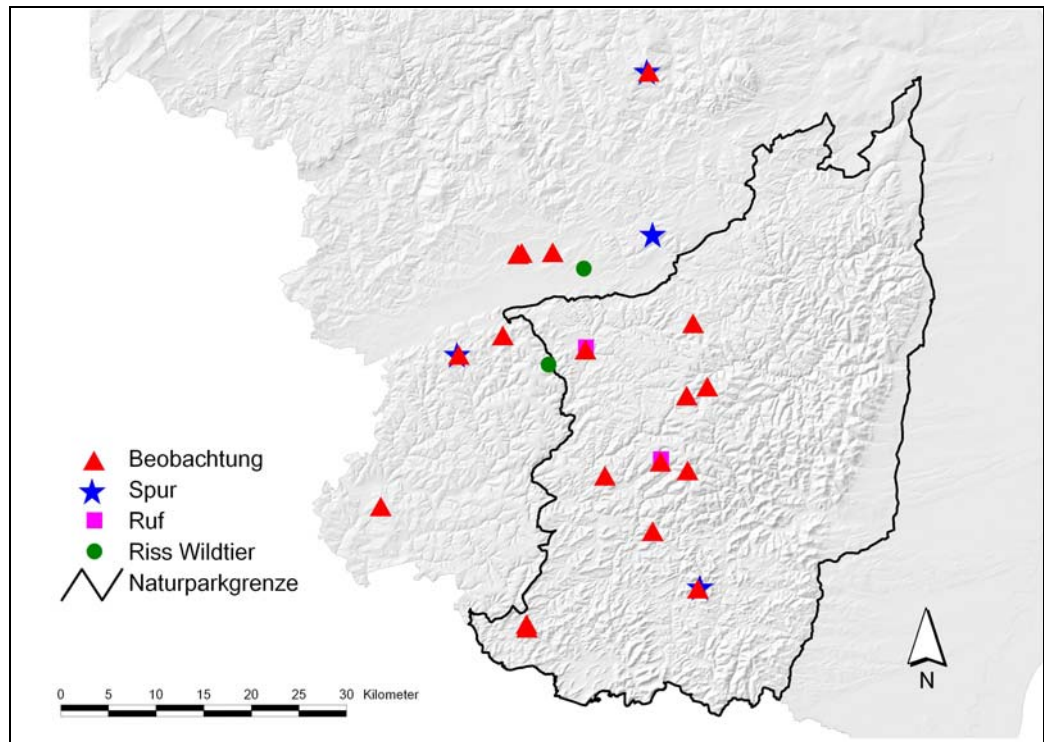 Beobachtung
Spur
Ruf
Riss Wildtier
Naturparkgrenze
0 5 10 15 20 25 30 Kilometer
N